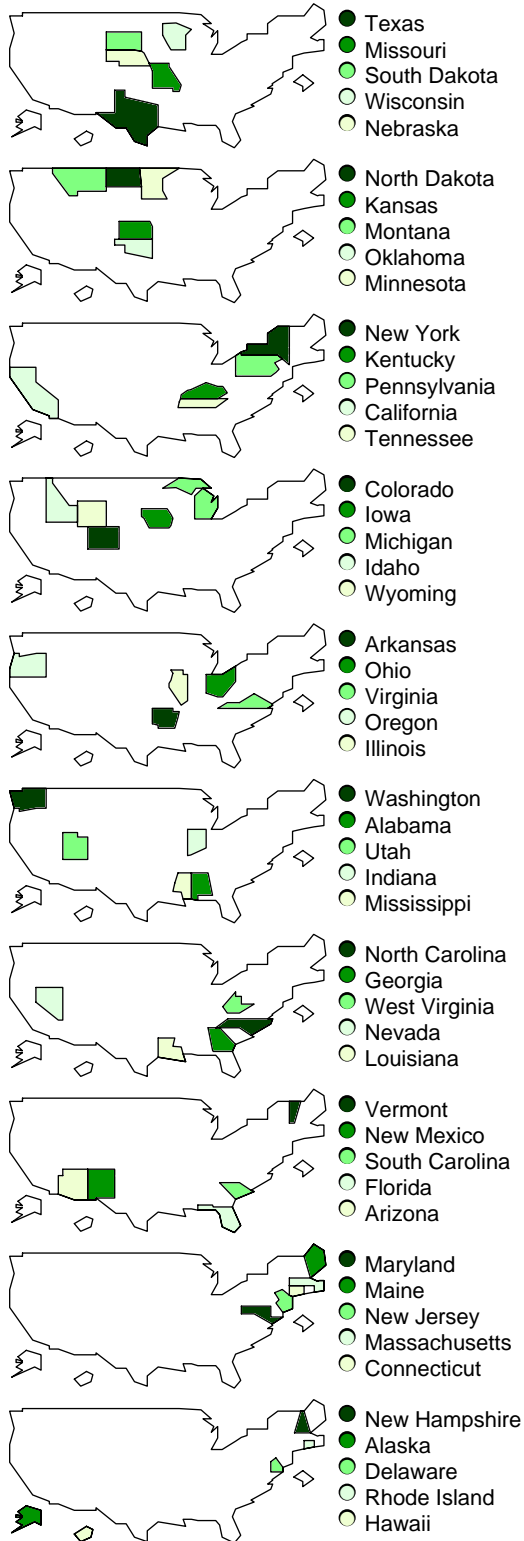 Texas
Missouri
South Dakota
Wisconsin
Nebraska
North Dakota
Kansas
Montana
Oklahoma
Minnesota
New York
Kentucky
Pennsylvania
California
Tennessee
Colorado
Iowa
Michigan
Idaho
Wyoming
Arkansas
Ohio
Virginia
Oregon
Illinois
Washington
Alabama
Utah
Indiana
Mississippi
North Carolina
Georgia
West Virginia
Nevada
Louisiana
Vermont
New Mexico
South Carolina
Florida
Arizona
Maryland
Maine
New Jersey
Massachusetts
Connecticut
New Hampshire
Alaska
Delaware
Rhode Island
Hawaii